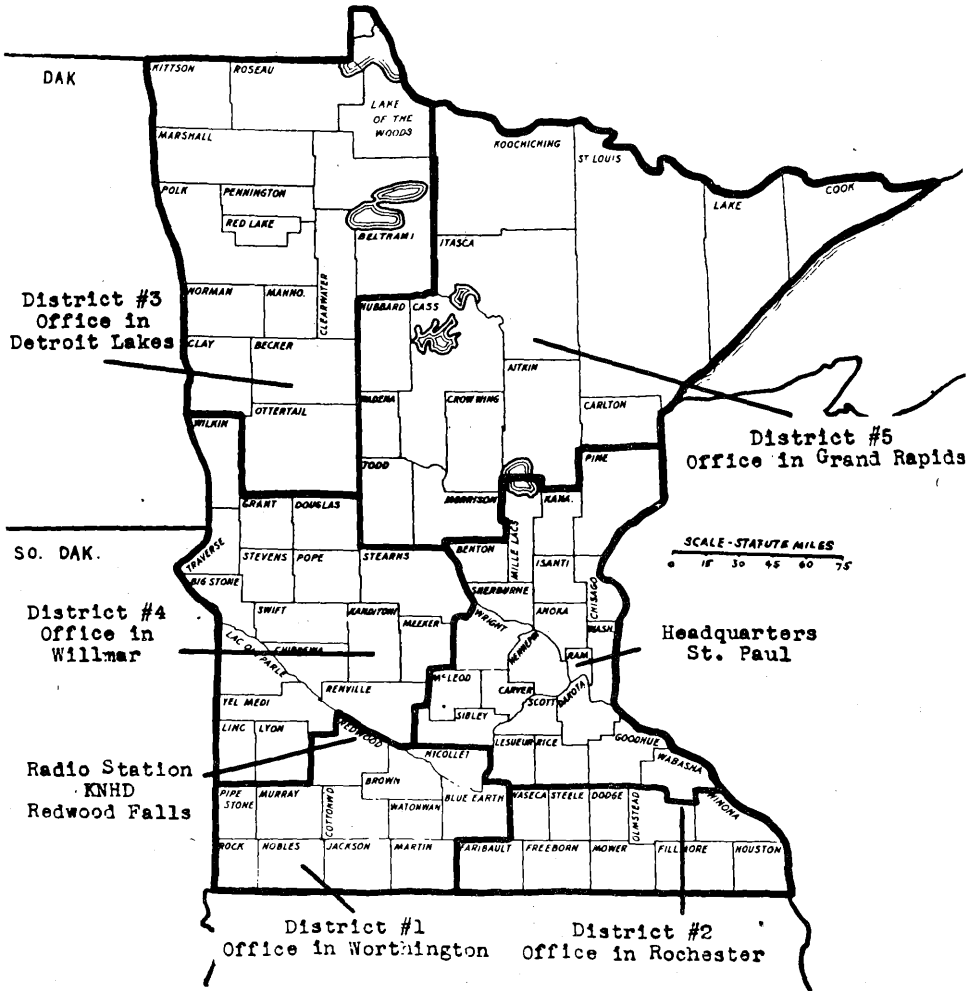 DAK
KITTSON
ROSEAU
LAKE
OF THE
WOODS
MARSHALL
KOOCHICHING
ST LOUIS
POLK
PENNINGTON
RED LAKE
LAKE
COOK
BELTRAMI
ITASCA
CLEARWATER
NORMAN
MAHNO.
HUBBARD
CASS
District #3
Office in
Detroit Lakes
CLAY
BECKER
AITKIN
OTTERTAIL
WADENA
CROW WING
CARLTON
WILKIN
District #5
Office in Grand Rapids
TODD
PINE
MORRISON
KANA.
GRANT
DOUGLAS
MILLE LACS
SO. DAK.
TRAVERSE
STEVENS
POPE
STEARNS
BENTON
ISANTI
CHISAGO
SCALE-STATUTE MILES
0 15 30 45 60 75
BIG STONE
SHERBURNE
District #4
Office in
Willmar
SWIFT
KANDIYOHI
MEEKER
WRIGHT
ANOKA
WASH.
HENNEPIN
RAM.
Headquarters
St. Paul
LAC QUI PARLE
CHIPPEWA
RENVILLE
McLEOD
CARVER
SCOTT
DAKOTA
YEL MEDI
SIBLEY
LINC
LYON
REDWOOD
NICOLLET
LESUEUR
RICE
GOODHUE
WABASHA
Radio Station
KNHD
Redwood Falls
BROWN
PIPE
STONE
MURRAY
COTTONWD
WATONWAN
BLUE EARTH
WASECA
STEELE
DODGE
OLMSTEAD
WINONA
ROCK
NOBLES
JACKSON
MARTIN
FARIBAULT
FREEBORN
MOWER
FILLMORE
HOUSTON
District #1
Office in Worthington
District #2
Office in Rochester